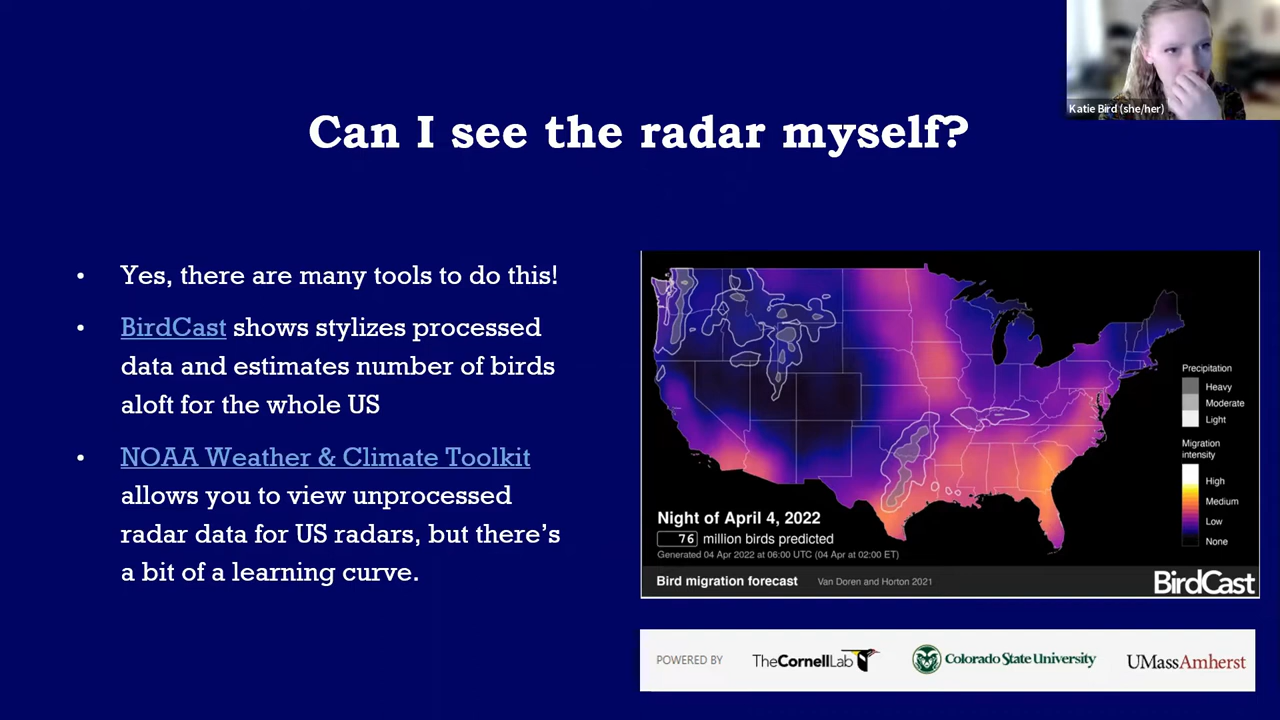 Katie Bird (she/her)
Can I see the radar myself?
• Yes, there are many tools to do this!
• BirdCast shows stylizes processed
data and estimates number of birds
aloft for the whole US
• NOAA Weather & Climate Toolkit
allows you to view unprocessed
radar data for US radars, but there's
a bit of a learning curve.
Precipitation
Heavy
Moderate
Light
Migration
intensity
High
Medium
Low
None
Night of April 4, 2022
76 million birds predicted
Generated 04 Apr 2022 at 06:00 UTC (04 Apr at 02:00 ET)
Bird migration forecast Van Doren and Horton 2021 BirdCast
POWERED BY TheCornellLab Colorado State University UMassAmherst